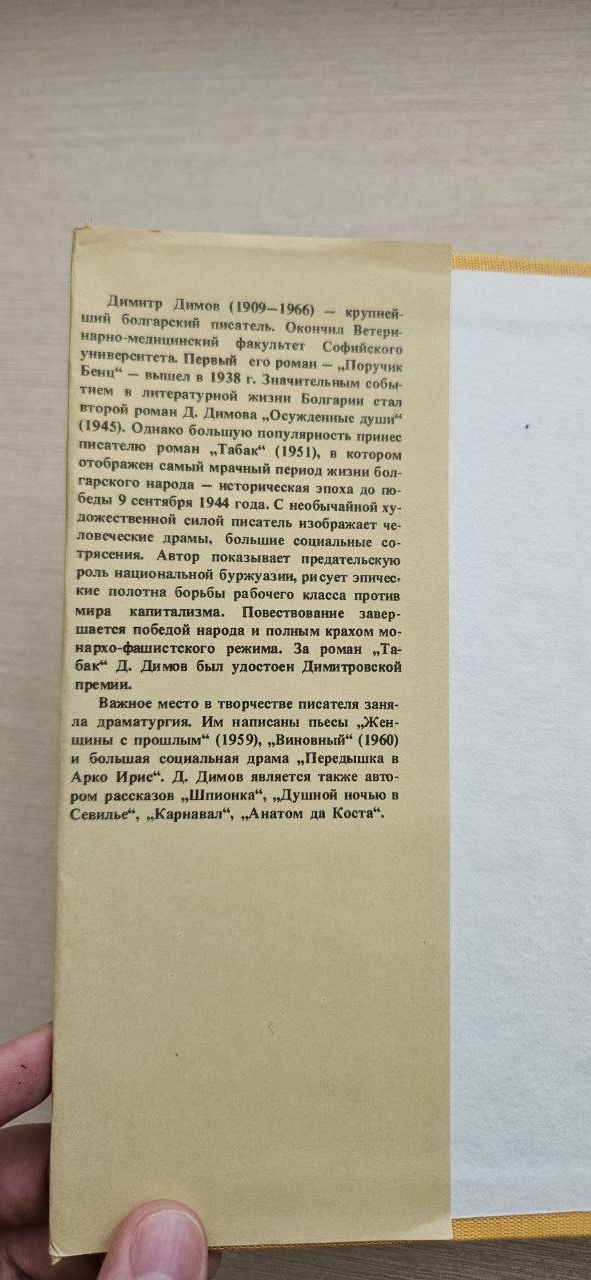 Димитр Димов (1909—1966) — крупней-
ший болгарский писатель. Окончил Ветери-
нарно-медицинский факультет Софийского
университета. Первый его роман — „Поручик
Бенц“ — вышел в 1938 г. Значительным собы-
тием в литературной жизни Болгарии стал
второй роман Д. Димова „Осужденные души“
(1945). Однако большую популярность принес
писателю роман „Табак“ (1951), в котором
отображен самый мрачный период жизни бол-
гарского народа — историческая эпоха до по-
беды 9 сентября 1944 года. С необычайной ху-
дожественной силой писатель изображает че-
ловеческие драмы, большие социальные со-
трясения. Автор показывает предательскую
роль национальной буржуазии, рисует эпичес-
кие полотна борьбы рабочего класса против
мира капитализма. Повествование завер-
шается победой народа и полным крахом мо-
нархо-фашистского режима. За роман „Та-
бак“ Д. Димов был удостоен Димитровской
премии.
Важное место в творчестве писателя заня-
ла драматургия. Им написаны пьесы „Жен-
щины с прошлым“ (1959), „Виновный“ (1960)
и большая социальная драма „Передышка в
Арко Ирис“. Д. Димов является также авто-
ром рассказов „Шпионка“, „Душной ночью в
Севилье“, „Карнавал“, „Анатом да Коста“.